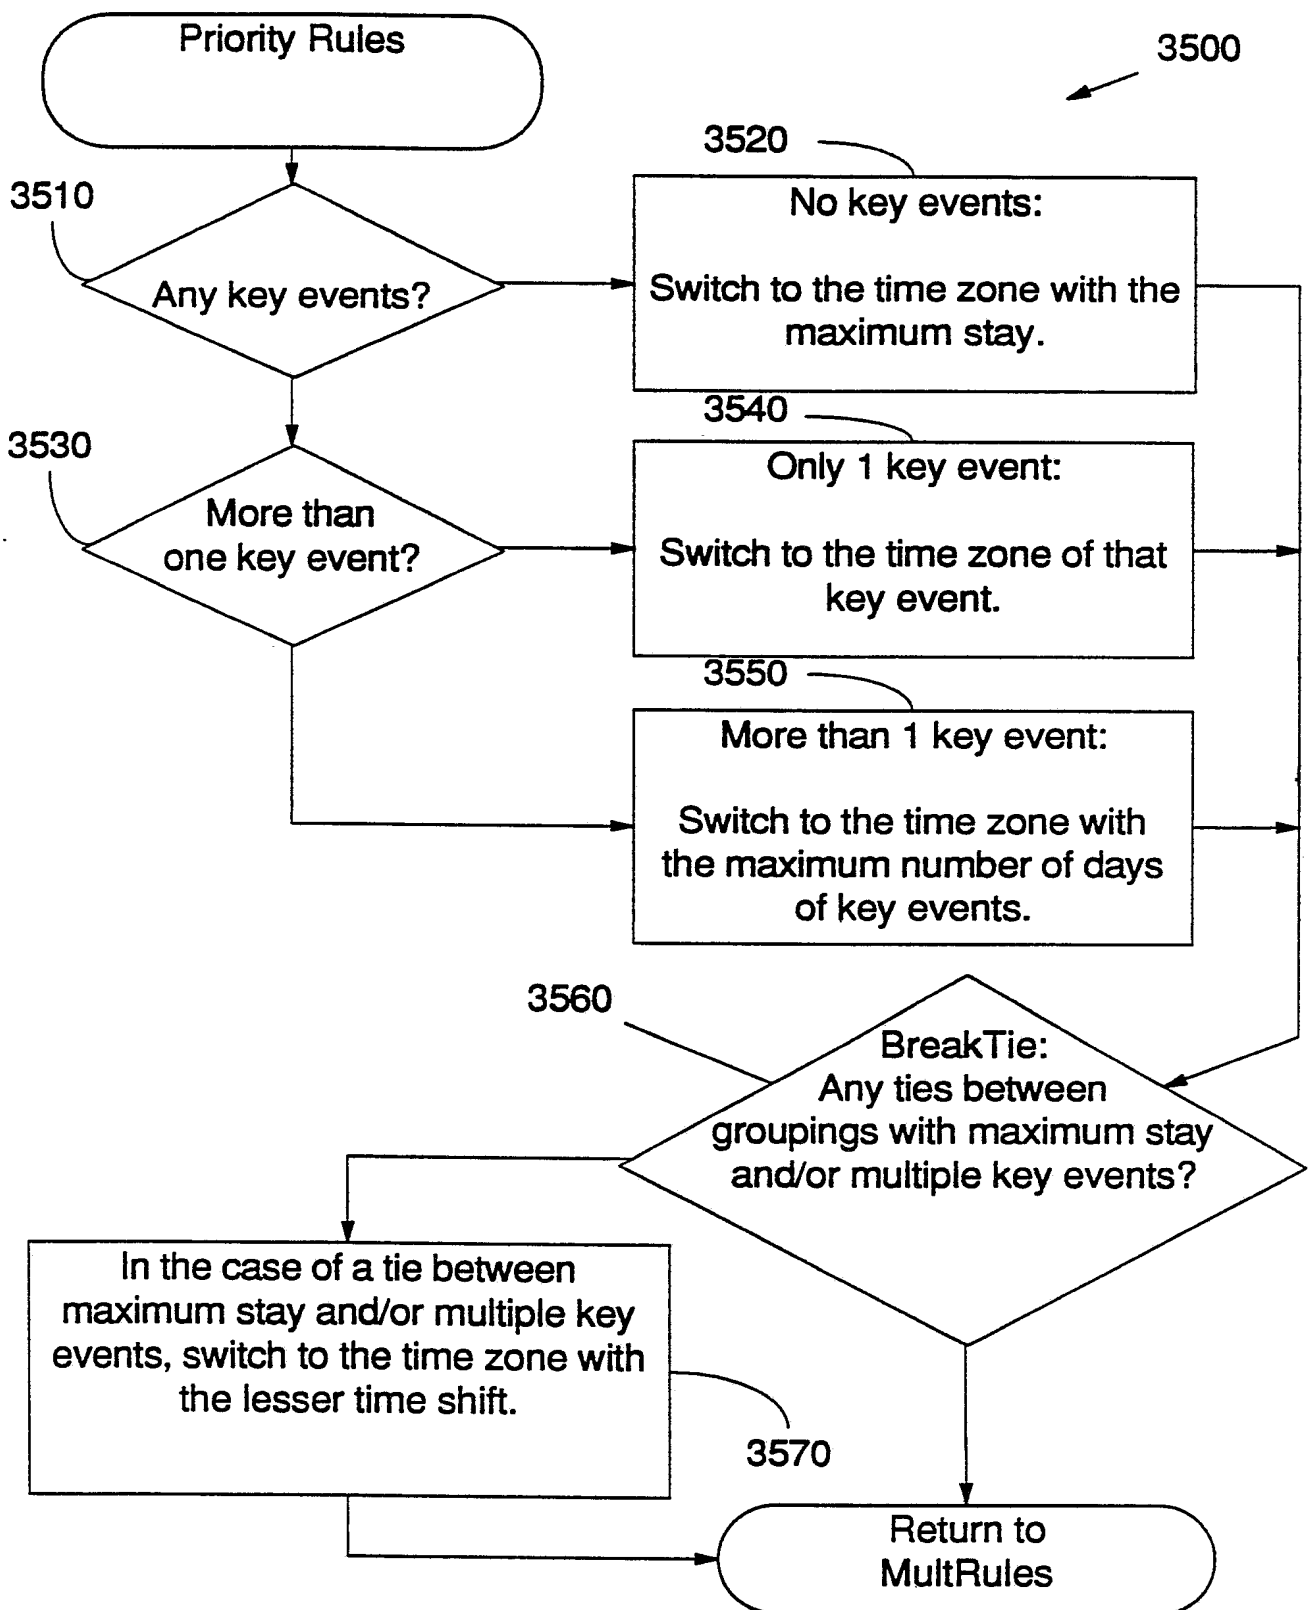 Priority Rules
3500
3520
3510
No key events:
Any key events?
Switch to the time zone with the
maximum stay.
3540
3530
Only 1 key event:
More than
one key event?
Switch to the time zone of that
key event.
3550
More than 1 key event:
Switch to the time zone with
the maximum number of days
of key events.
3560
BreakTie:
Any ties between
groupings with maximum stay
and/or multiple key events?
In the case of a tie between
maximum stay and/or multiple key
events, switch to the time zone with
the lesser time shift.
3570
Return to
MultRules